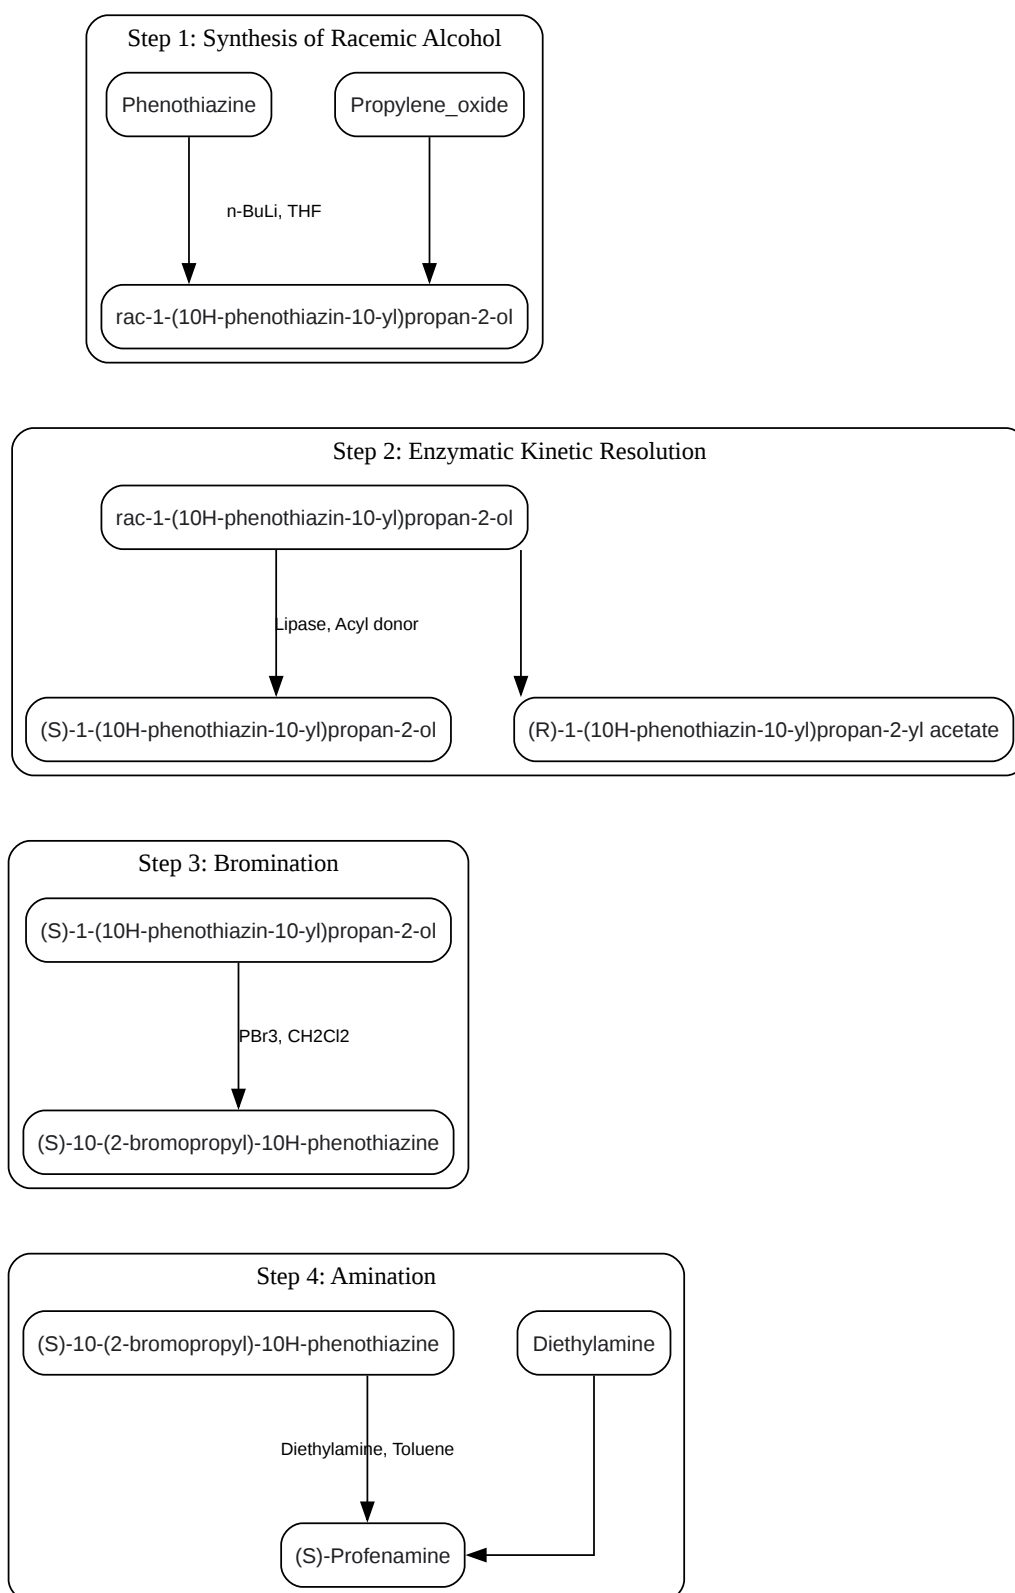 Step 1: Synthesis of Racemic Alcohol
Phenothiazine
Propylene_oxide
n-BuLi, THF
rac-1-(10H-phenothiazin-10-yl)propan-2-ol
Step 2: Enzymatic Kinetic Resolution
rac-1-(10H-phenothiazin-10-yl)propan-2-ol
Lipase, Acyl donor
(S)-1-(10H-phenothiazin-10-yl)propan-2-ol
(R)-1-(10H-phenothiazin-10-yl)propan-2-yl acetate
Step 3: Bromination
(S)-1-(10H-phenothiazin-10-yl)propan-2-ol
PBr3, CH2Cl2
(S)-10-(2-bromopropyl)-10H-phenothiazine
Step 4: Amination
(S)-10-(2-bromopropyl)-10H-phenothiazine
Diethylamine
Diethylamine, Toluene
(S)-Profenamine